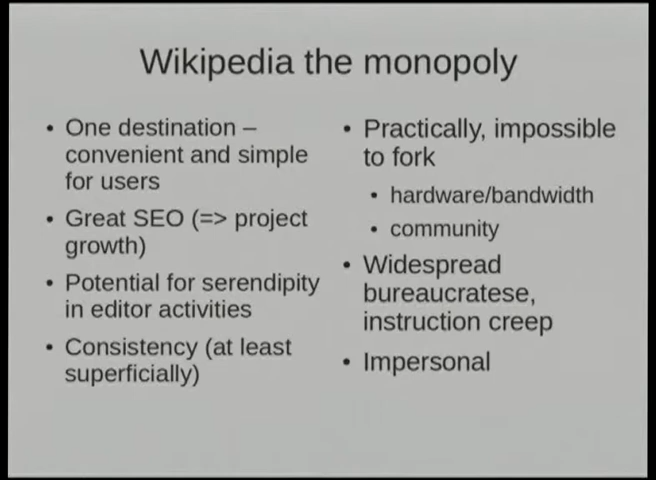 Wikipedia the monopoly
• One destination –
convenient and simple
for users
• Great SEO (=> project
growth)
• Potential for serendipity
in editor activities
• Consistency (at least
superficially)
• Practically, impossible
to fork
• hardware/bandwidth
• community
• Widespread
bureaucratese,
instruction creep
• Impersonal